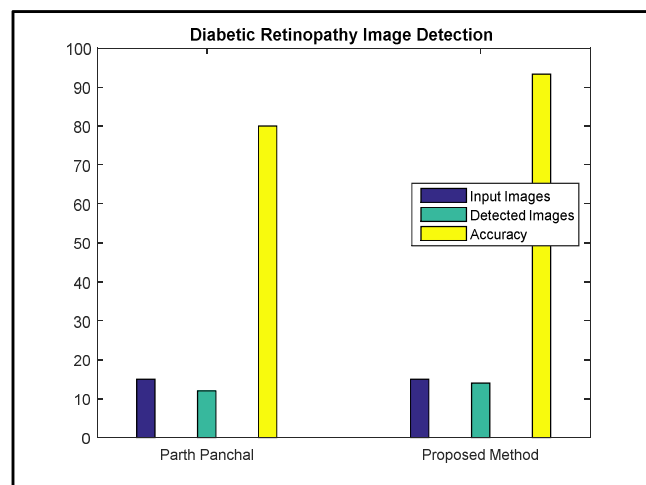 Diabetic Retinopathy Image Detection
100
90
80
70
60
50
40
30
20
10
0
Input Images
Detected Images
Accuracy
Parth Panchal
Proposed Method